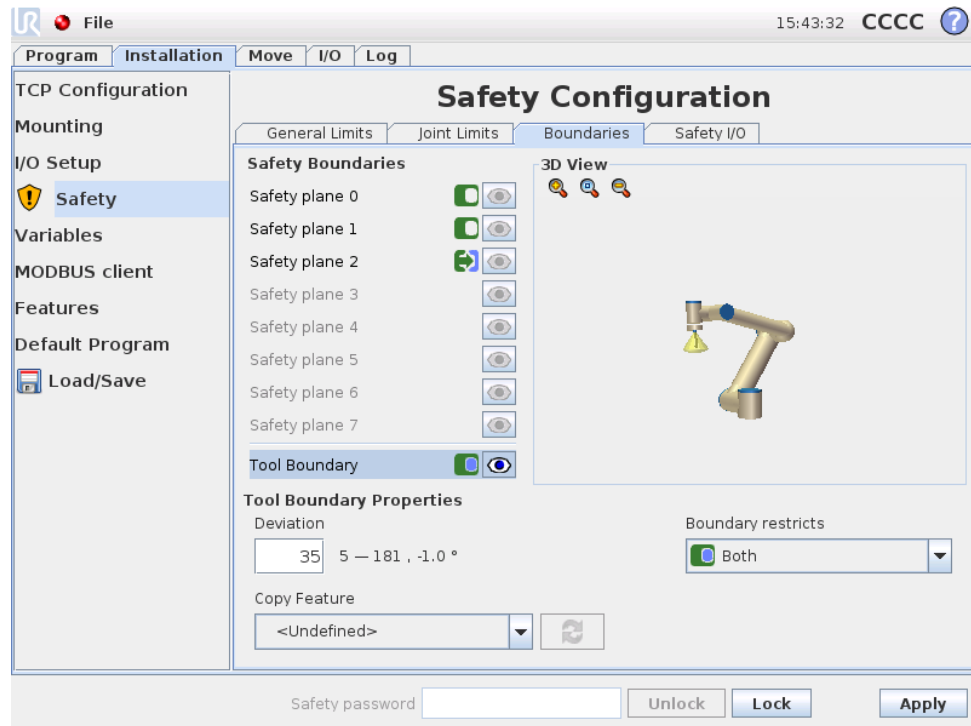 UR File 15:43:32 CCCC ?
Program Installation Move I/O Log
TCP Configuration
Mounting
I/O Setup
! Safety
Variables
MODBUS client
Features
Default Program
Load/Save
Safety Configuration
General Limits Joint Limits Boundaries Safety I/O
Safety Boundaries
Safety plane 0
Safety plane 1
Safety plane 2
Safety plane 3
Safety plane 4
Safety plane 5
Safety plane 6
Safety plane 7
Tool Boundary
3D View
Tool Boundary Properties
Deviation
35 5 — 181 , -1.0 °
Boundary restricts
Both
Copy Feature
<Undefined>
Safety password Unlock Lock Apply